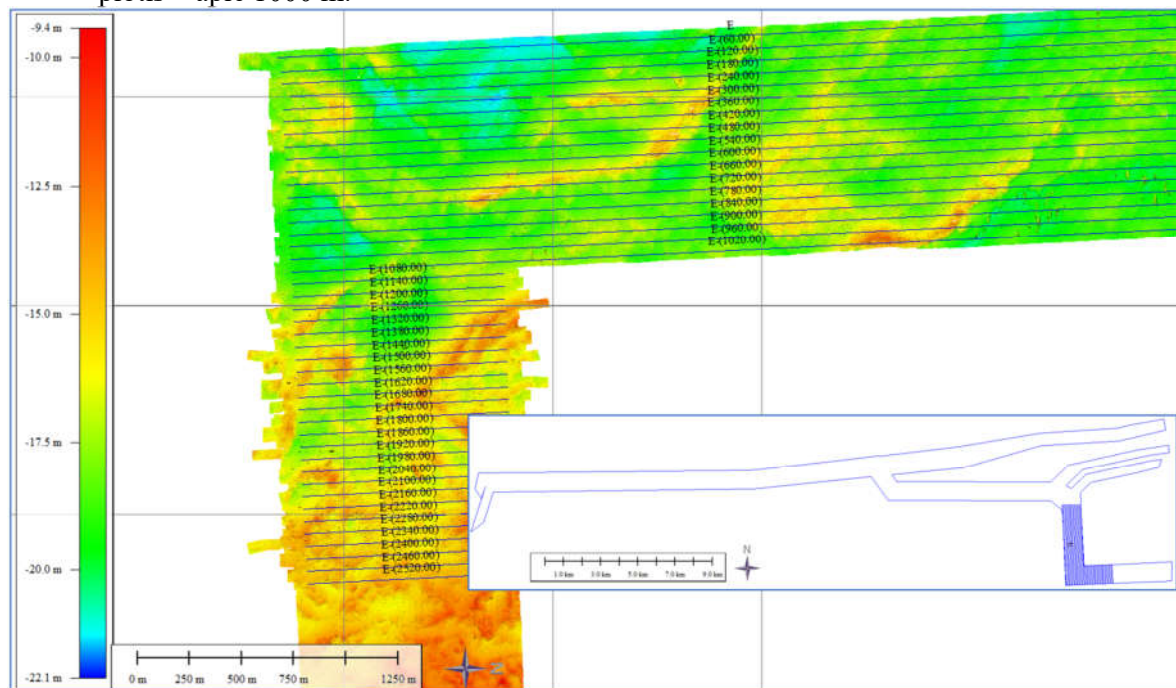 plotis – apie 1000 m.
-9.4 m
-10.0 m
-12.5 m
-15.0 m
-17.5 m
-20.0 m
-22.1 m
E
E-(60.00)
E-(120.00)
E-(180.00)
E-(240.00)
E-(300.00)
E-(360.00)
E-(420.00)
E-(480.00)
E-(540.00)
E-(600.00)
E-(660.00)
E-(720.00)
E-(780.00)
E-(840.00)
E-(900.00)
E-(960.00)
E-(1020.00)
E-(1080.00)
E-(1140.00)
E-(1200.00)
E-(1260.00)
E-(1320.00)
E-(1380.00)
E-(1440.00)
E-(1500.00)
E-(1560.00)
E-(1620.00)
E-(1680.00)
E-(1740.00)
E-(1800.00)
E-(1860.00)
E-(1920.00)
E-(1980.00)
E-(2040.00)
E-(2100.00)
E-(2160.00)
E-(2220.00)
E-(2280.00)
E-(2340.00)
E-(2400.00)
E-(2460.00)
E-(2520.00)
N
1.0 km 3.0 km 5.0 km 7.0 km 9.0 km
0 m 250 m 500 m 750 m 1250 m
N